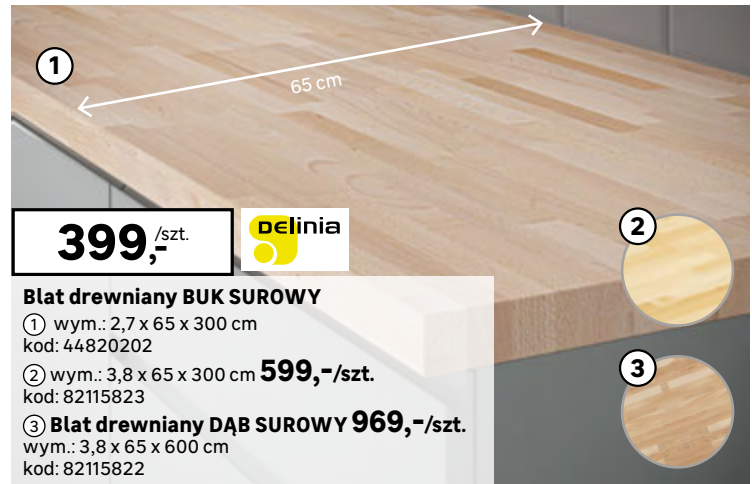 1
65 cm
399,-/szt.
Delinia
2
Blat drewniany BUK SUROWY
1 wym.: 2,7 x 65 x 300 cm
kod: 44820202
2 wym.: 3,8 x 65 x 300 cm 599,-/szt.
kod: 82115823
3
3 Blat drewniany DĄB SUROWY 969,-/szt.
wym.: 3,8 x 65 x 600 cm
kod: 82115822